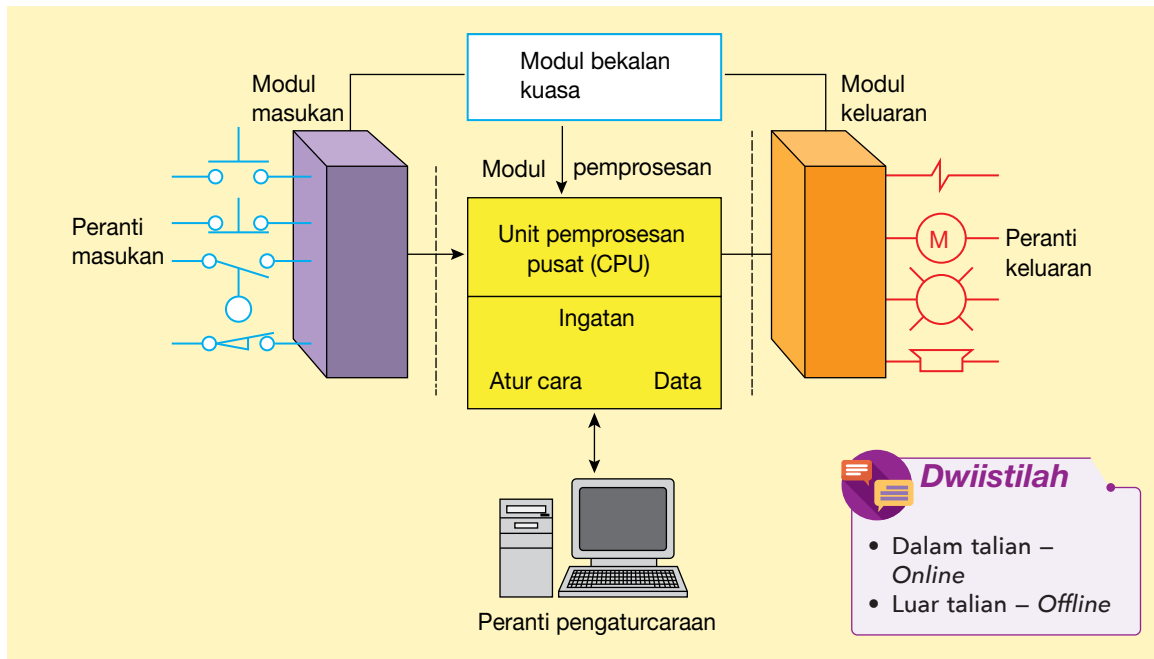 Modul bekalan
kuasa
Modul
masukan
Modul
keluaran
Modul pemprosesan
Peranti
masukan
Unit pemprosesan
pusat (CPU)
Ingatan
Atur cara Data
M
Peranti
keluaran
Peranti pengaturcaraan
Dwiistilah
• Dalam talian –
Online
• Luar talian – Offline